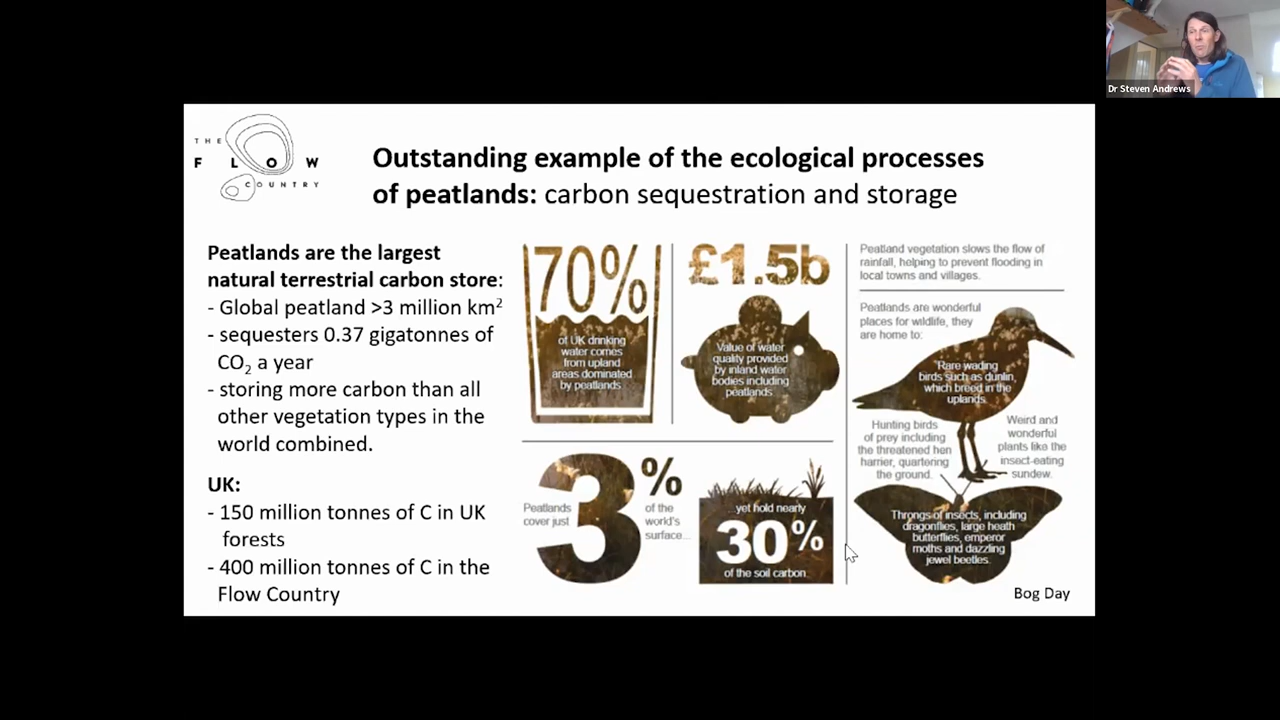 Dr Steven Andrews
THE
FLOW
COUNTRY
Outstanding example of the ecological processes
of peatlands: carbon sequestration and storage
Peatlands are the largest
natural terrestrial carbon store:
- Global peatland >3 million km²
- sequesters 0.37 gigatonnes of
CO₂ a year
- storing more carbon than all
other vegetation types in the
world combined.
UK:
- 150 million tonnes of C in UK
forests
- 400 million tonnes of C in the
Flow Country
70%
of UK drinking
water comes
from upland
areas dominated
by peatlands
£1.5b
Value of water
quality provided
by inland water
bodies including
peatlands
Peatlands
cover just
3%
of the
world's
surface...
...yet hold nearly
30%
of the soil carbon
Peatland vegetation slows the flow of
rainfall, helping to prevent flooding in
local towns and villages.
Peatlands are wonderful
places for wildlife, they
are home to:
Rare wading
birds such as dunlin,
which breed in the
uplands.
Hunting birds
of prey including
the threatened hen
harrier, quartering
the ground.
Weird and
wonderful
plants like the
insect-eating
sundew.
Throngs of insects, including
dragonflies, large heath
butterflies, emperor
moths and dazzling
jewel beetles.
Bog Day